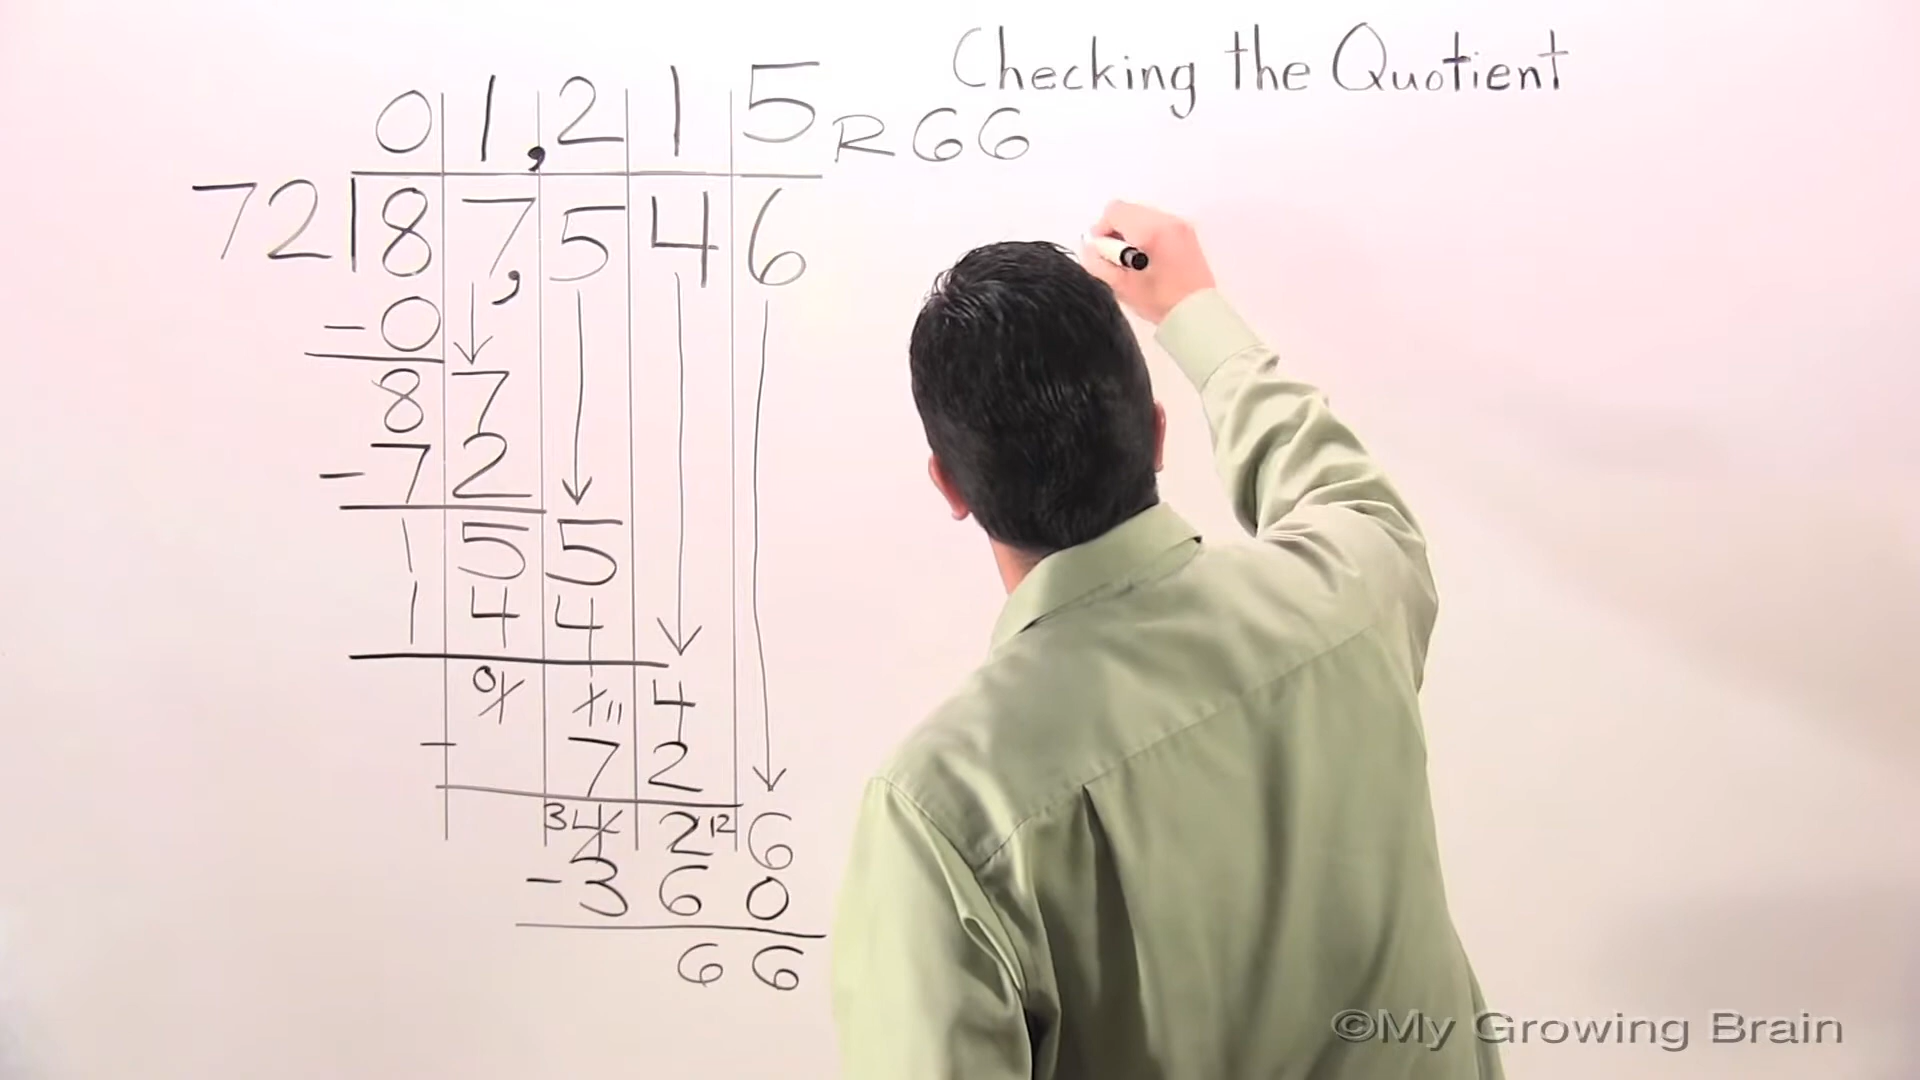 Checking the Quotient
0 1,2 1 5 R66
72 8 7,5 4 6
-0
8 7
-7 2
1 5 5
1 4 4
0 1 1 11 4
- 7 2
3 4 2 12 6
-3 6 0
6 6
©My Growing Brain